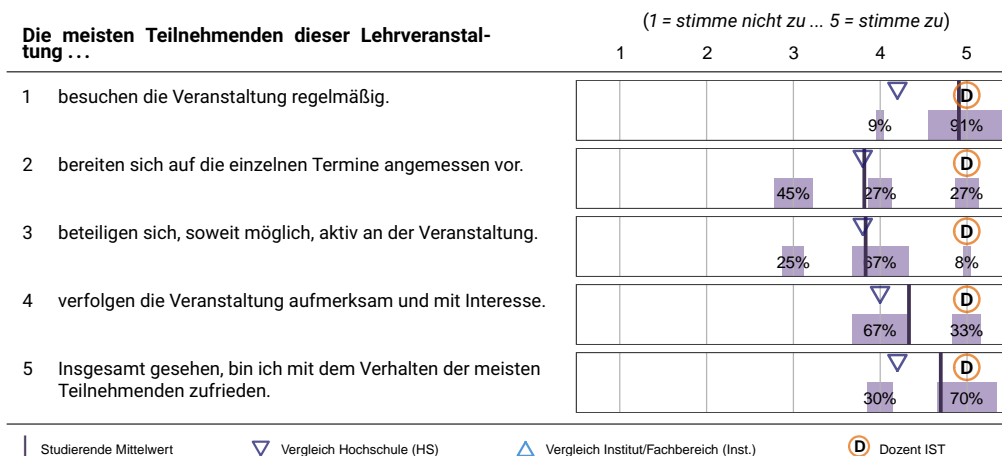 Die meisten Teilnehmenden dieser Lehrveranstal-
tung ...
(1 = stimme nicht zu ... 5 = stimme zu)
1 2 3 4 5
1 besuchen die Veranstaltung regelmäßig.
D
9% 91%
2 bereiten sich auf die einzelnen Termine angemessen vor.
D
45% 27% 27%
3 beteiligen sich, soweit möglich, aktiv an der Veranstaltung.
D
25% 67% 8%
4 verfolgen die Veranstaltung aufmerksam und mit Interesse.
D
67% 33%
5 Insgesamt gesehen, bin ich mit dem Verhalten der meisten
Teilnehmenden zufrieden.
D
30% 70%
Studierende Mittelwert Vergleich Hochschule (HS) Vergleich Institut/Fachbereich (Inst.) D Dozent IST